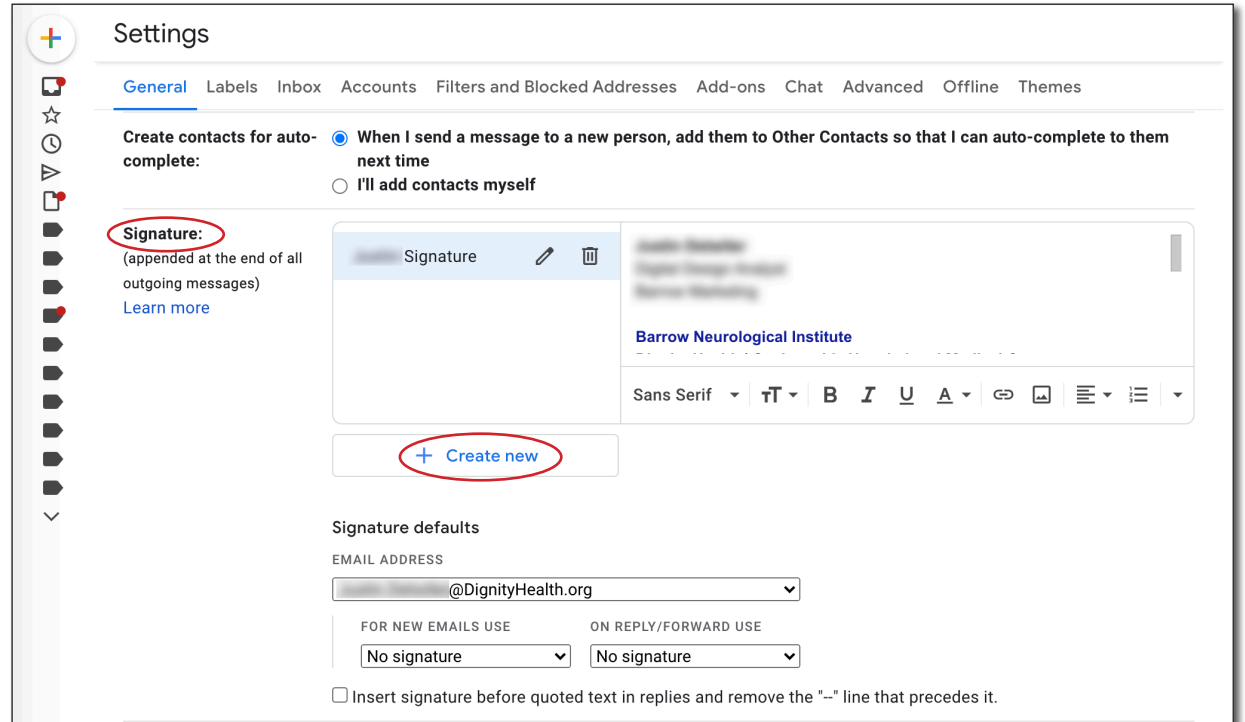 Settings
General Labels Inbox Accounts Filters and Blocked Addresses Add-ons Chat Advanced Offline Themes
Create contacts for auto-
complete:
When I send a message to a new person, add them to Other Contacts so that I can auto-complete to them
next time
I'll add contacts myself
Signature:
(appended at the end of all
outgoing messages)
Learn more
Signature
Barrow Neurological Institute
Sans Serif
Create new
Signature defaults
EMAIL ADDRESS
@DignityHealth.org
FOR NEW EMAILS USE ON REPLY/FORWARD USE
No signature No signature
Insert signature before quoted text in replies and remove the "--" line that precedes it.